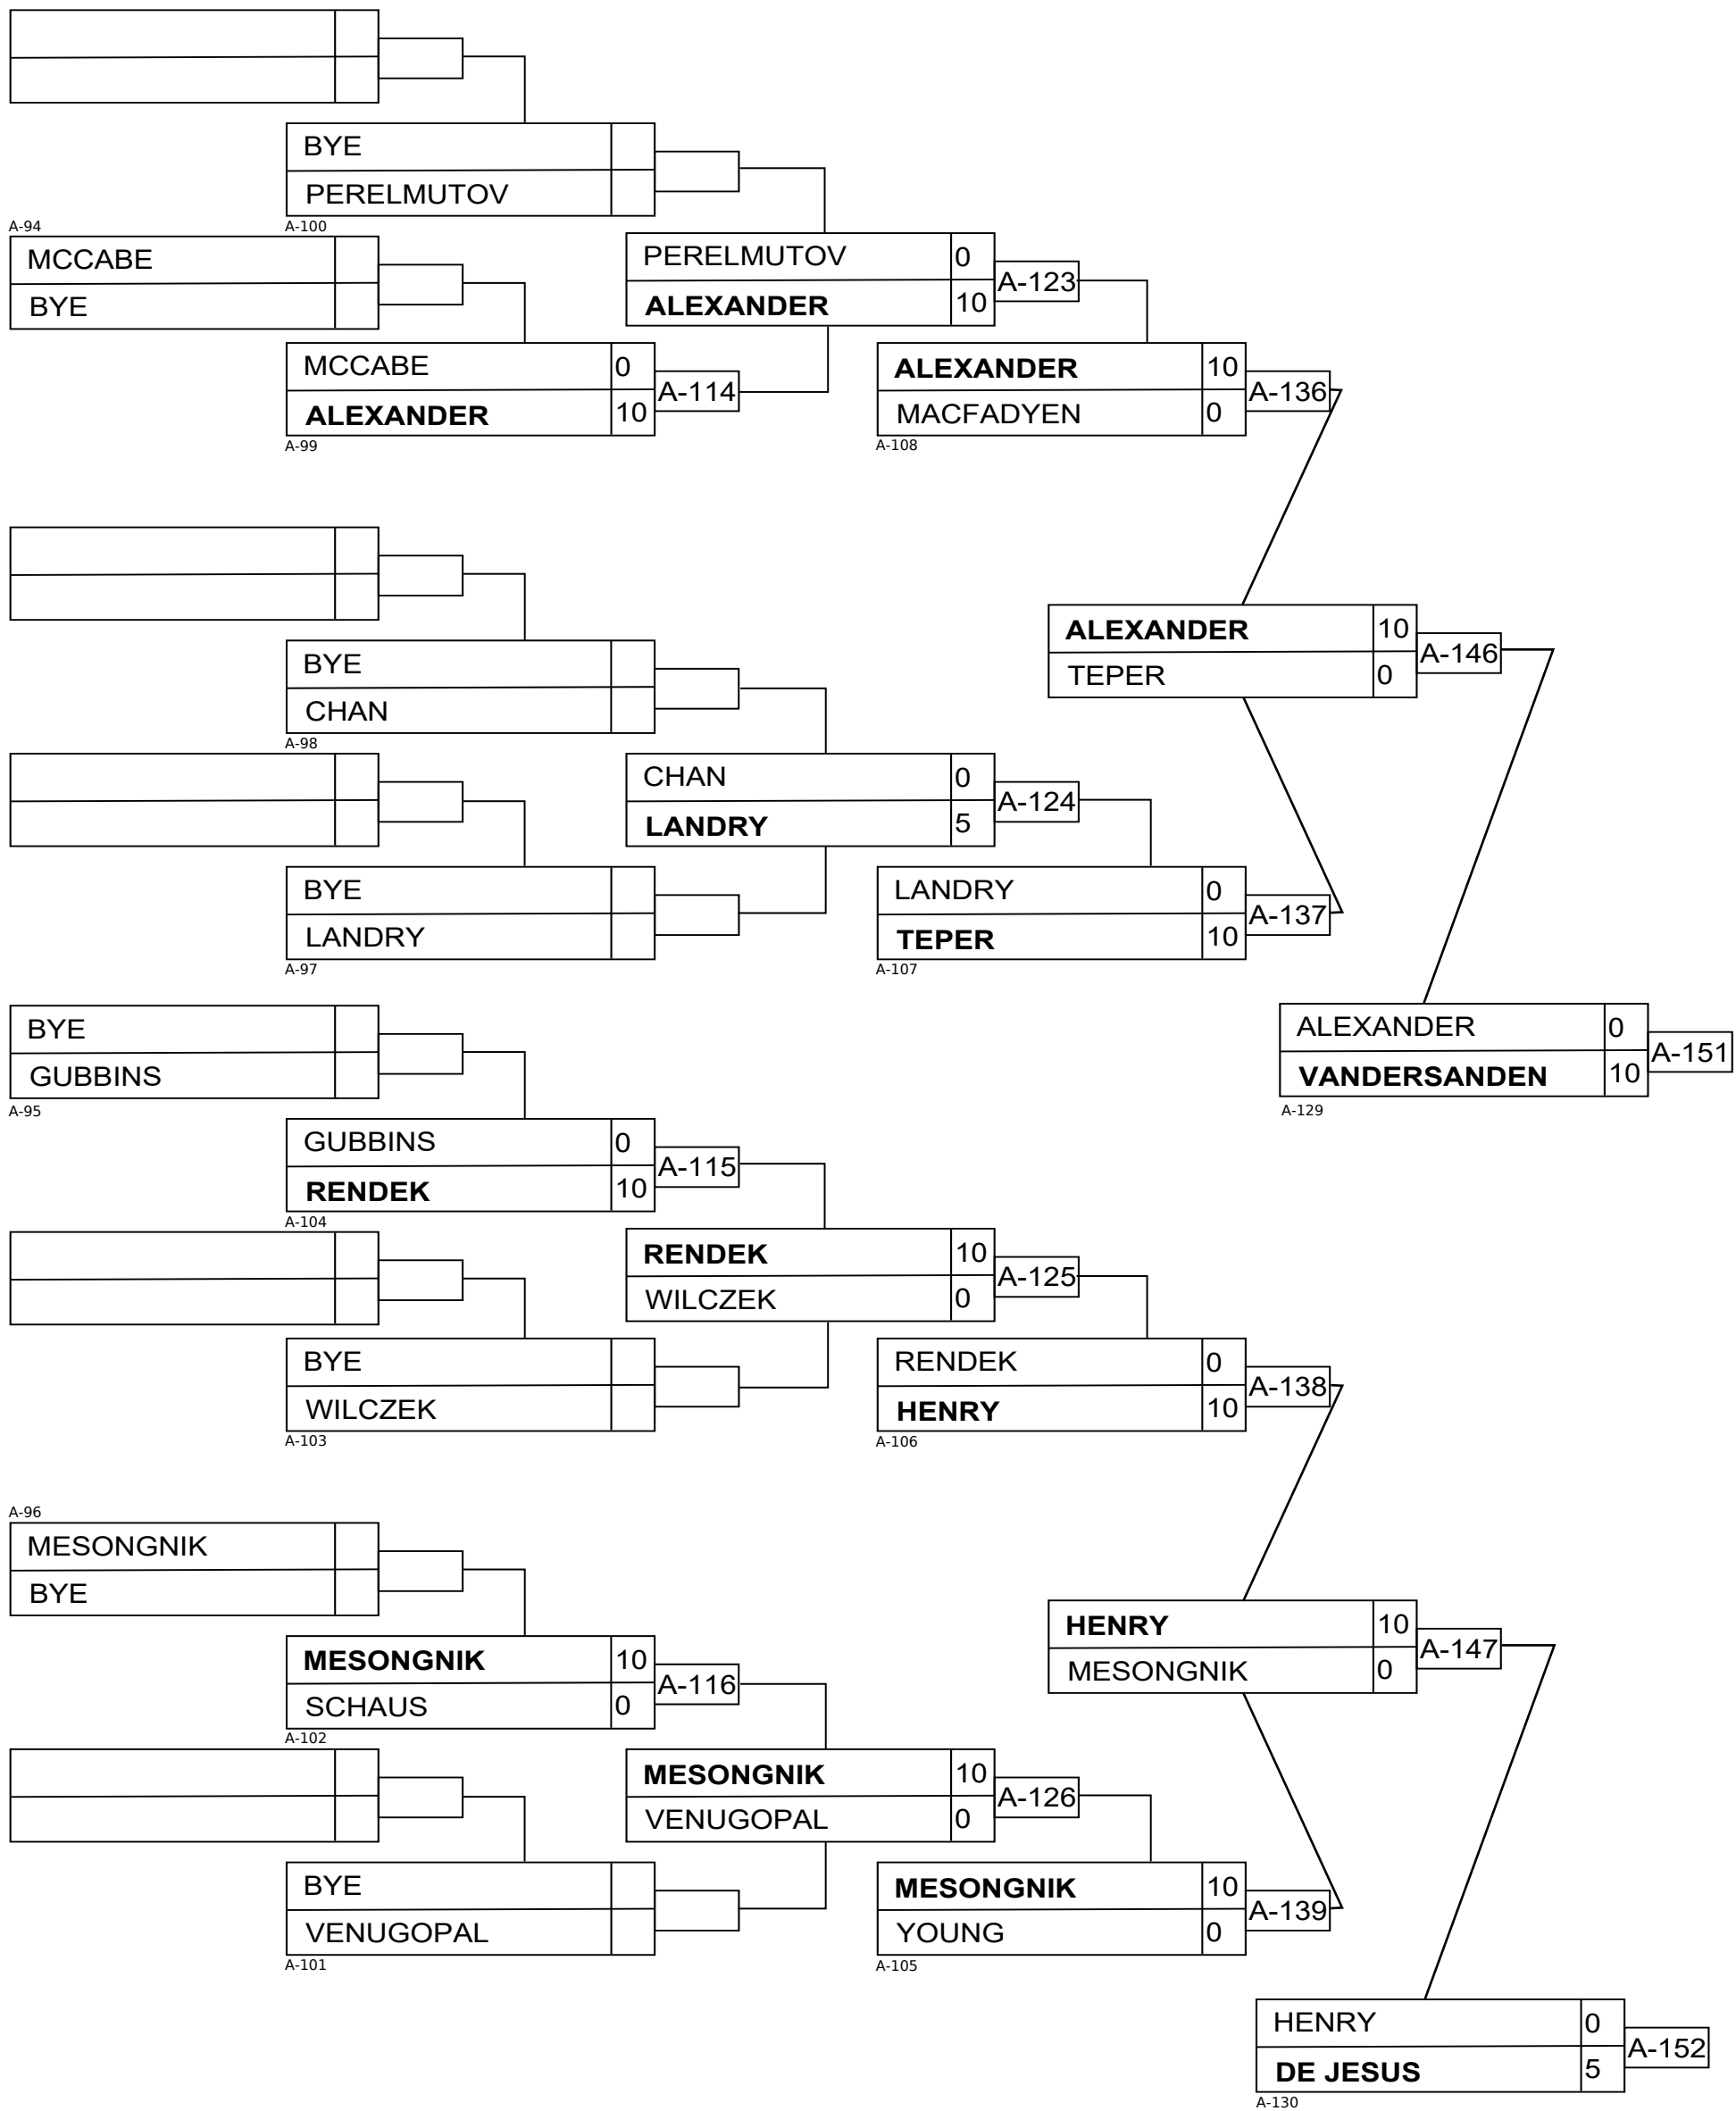 BYE
PERELMUTOV
A-94
A-100
MCCABE
BYE
PERELMUTOV 0
ALEXANDER 10
A-123
MCCABE 0
ALEXANDER 10
A-114
A-99
ALEXANDER 10
MACFADYEN 0
A-136
A-108
BYE
CHAN
A-98
ALEXANDER 10
TEPER 0
A-146
CHAN 0
LANDRY 5
A-124
BYE
LANDRY
A-97
LANDRY 0
TEPER 10
A-137
A-107
BYE
GUBBINS
A-95
ALEXANDER 0
VANDERSANDEN 10
A-151
A-129
GUBBINS 0
RENDEK 10
A-115
A-104
RENDEK 10
WILCZEK 0
A-125
BYE
WILCZEK
A-103
RENDEK 0
HENRY 10
A-138
A-106
A-96
MESONGNIK
BYE
MESONGNIK 10
SCHAUS 0
A-116
A-102
HENRY 10
MESONGNIK 0
A-147
MESONGNIK 10
VENUGOPAL 0
A-126
BYE
VENUGOPAL
A-101
MESONGNIK 10
YOUNG 0
A-139
A-105
HENRY 0
DE JESUS 5
A-152
A-130